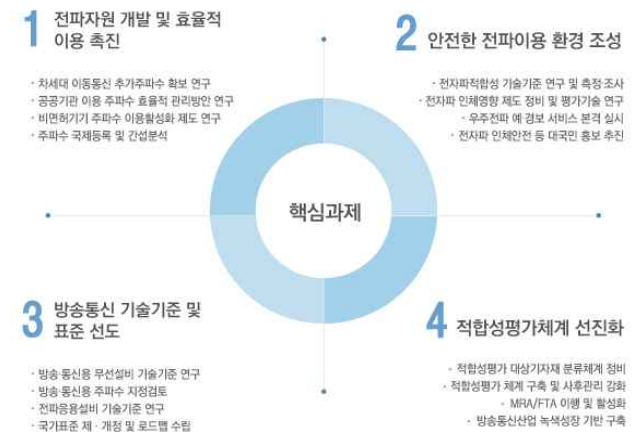 1 전파자원 개발 및 효율적
이용 촉진
· 차세대 이동통신 추가주파수 확보 연구
· 공공기관 이용 주파수 효율적 관리방안 연구
· 비면허기기 주파수 이용활성화 제도 연구
· 주파수 국제등록 및 간섭분석
2 안전한 전파이용 환경 조성
· 전자파적합성 기술기준 연구 및 측정·조사
· 전자파 인체영향 제도 정비 및 평가기술 연구
· 우주전파 예·경보 서비스 본격 실시
· 전자파 인체안전 등 대국민 홍보 추진
핵심과제
3 방송통신 기술기준 및
표준 선도
· 방송·통신용 무선설비 기술기준 연구
· 방송·통신용 주파수 지정검토
· 전파응용설비 기술기준 연구
· 국가표준 제·개정 및 로드맵 수립
4 적합성평가체계 선진화
· 적합성평가 대상기자재 분류체계 정비
· 적합성평가 체계 구축 및 사후관리 강화
· MRA/FTA 이행 및 활성화
· 방송통신산업 녹색성장 기반 구축